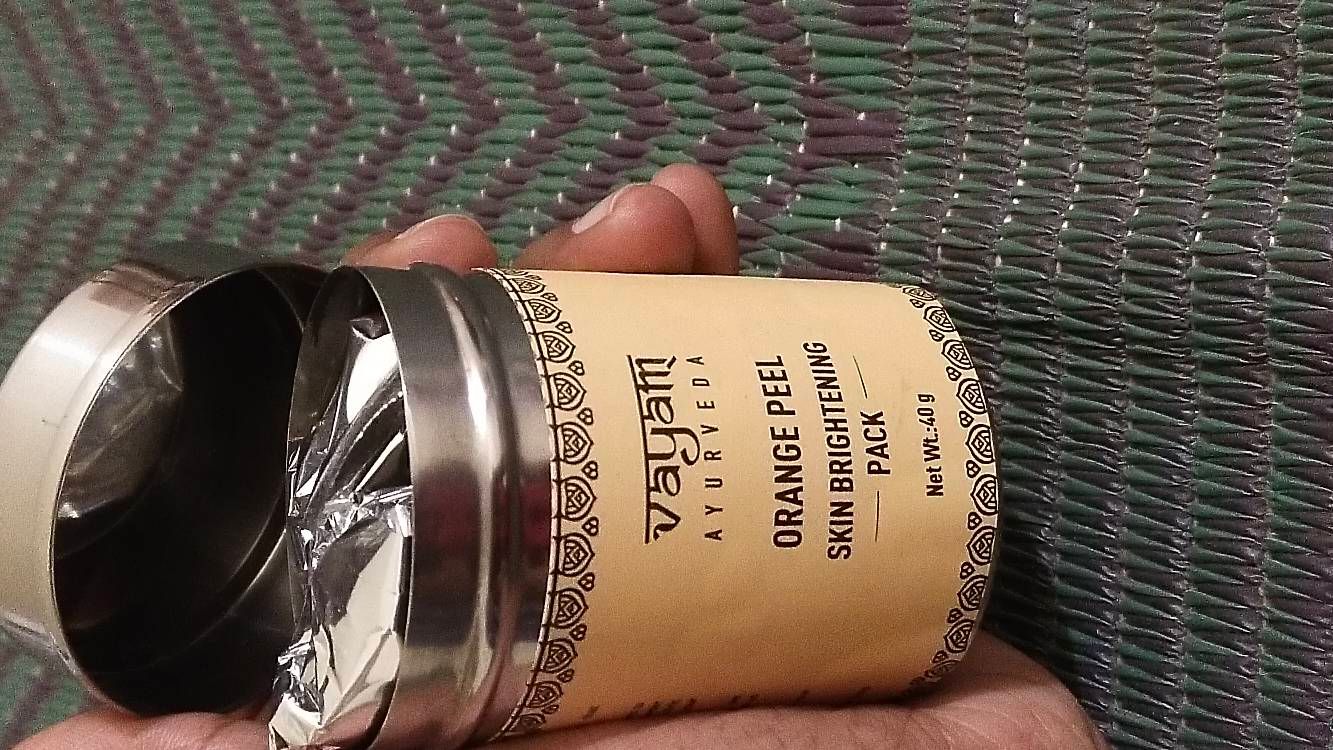 vayam
AYURVEDA
ORANGE PEEL
SKIN BRIGHTENING
PACK
Net Wt.:40 g